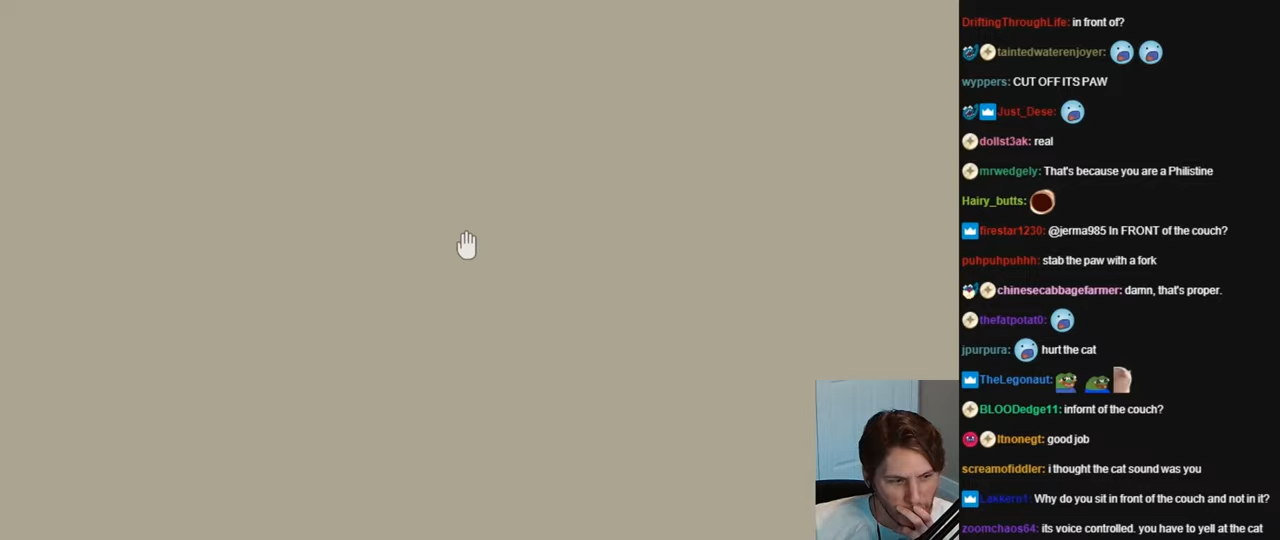 DriftingThroughLife: in front of?
taintedwaterenjoyer:
wyppers: CUT OFF ITS PAW
Just_Dese:
dollst3ak: real
mrwedgely: That's because you are a Philistine
Hairy_butts:
firestar1230: @jerma985 In FRONT of the couch?
puhpuhpuhhh: stab the paw with a fork
chinesecabbagefarmer: damn, that's proper.
thefatpotat0:
jpurpura: hurt the cat
TheLegonaut:
BLOODedge11: infornt of the couch?
ltnonegt: good job
screamofiddler: i thought the cat sound was you
Lakkero1: Why do you sit in front of the couch and not in it?
zoomchaos64: its voice controlled. you have to yell at the cat